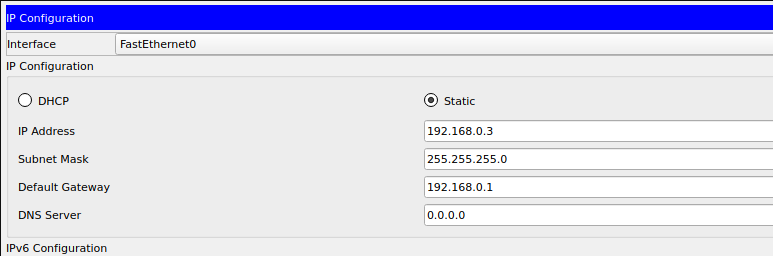 IP Configuration
Interface FastEthernet0
IP Configuration
DHCP Static
IP Address 192.168.0.3
Subnet Mask 255.255.255.0
Default Gateway 192.168.0.1
DNS Server 0.0.0.0
IPv6 Configuration